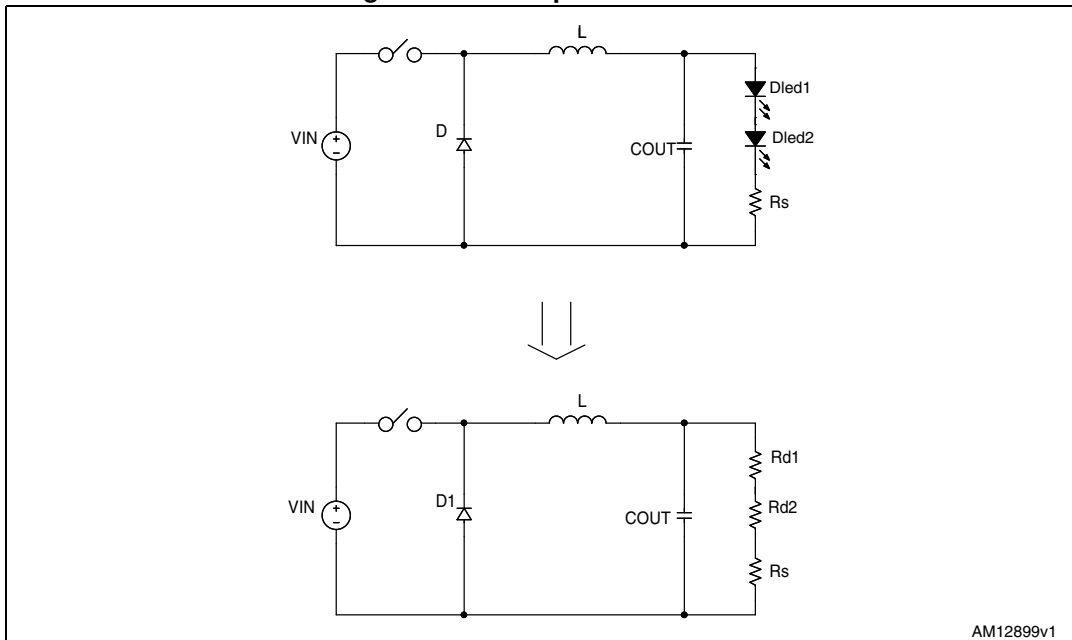 L
VIN
+
-
D
COUT
Dled1
Dled2
Rs
L
VIN
+
-
D1
COUT
Rd1
Rd2
Rs
AM12899v1